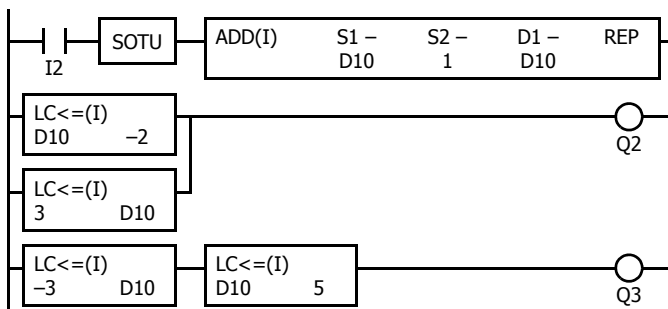 SOTU ADD(I) S1 – S2 – D1 – REP
I2 D10 1 D10
LC<=(I)
D10 –2
Q2
LC<=(I)
3 D10
LC<=(I) LC<=(I)
–3 D10 D10 5
Q3